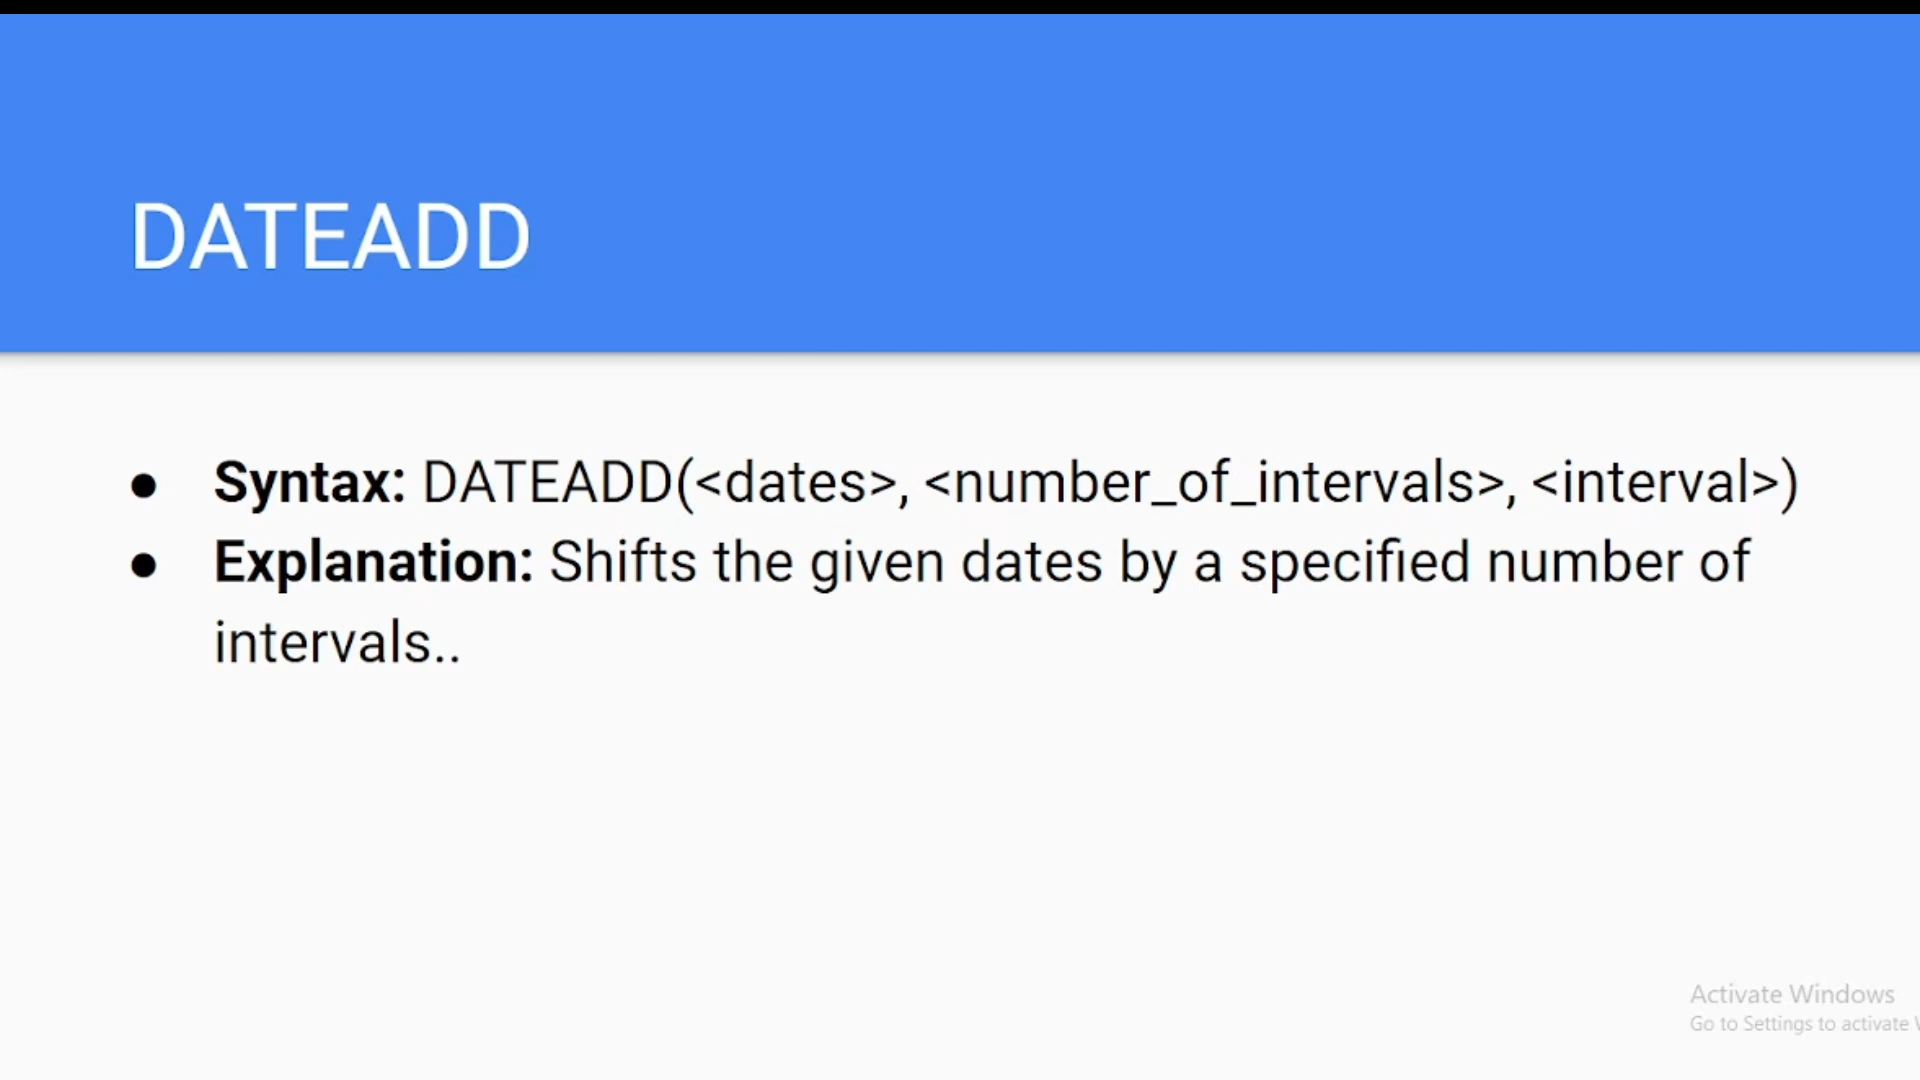 DATEADD
● Syntax: DATEADD(<dates>, <number_of_intervals>, <interval>)
● Explanation: Shifts the given dates by a specified number of
intervals..
Activate Windows
Go to Settings to activate